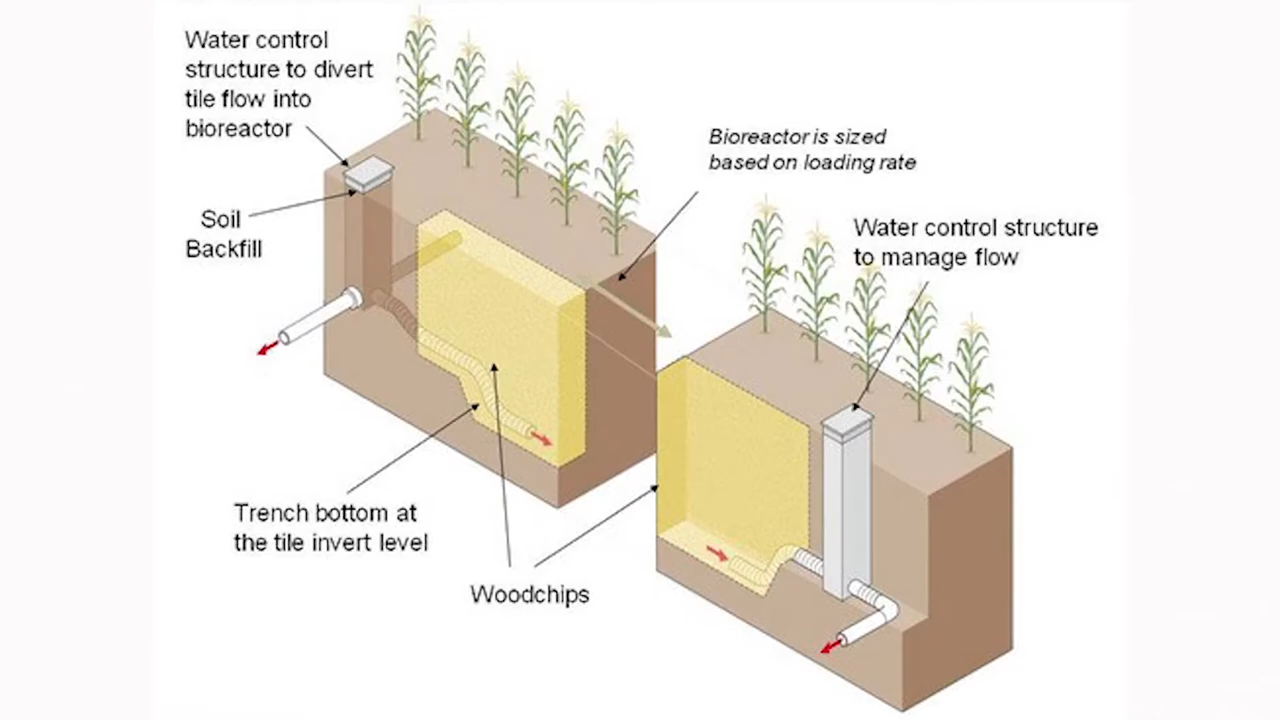 Water control
structure to divert
tile flow into
bioreactor
Soil
Backfill
Bioreactor is sized
based on loading rate
Water control structure
to manage flow
Trench bottom at
the tile invert level
Woodchips